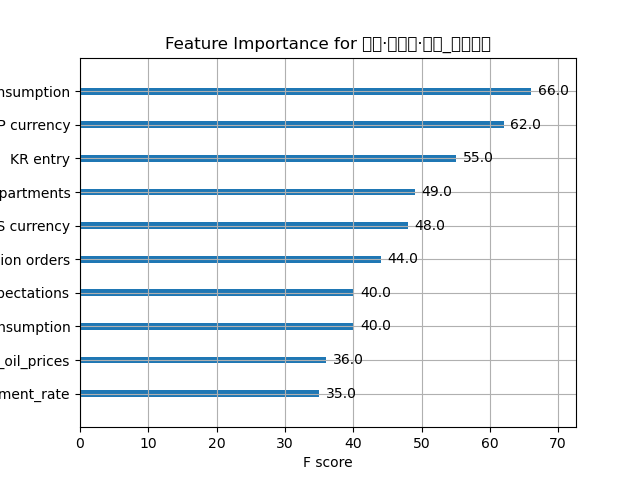 Feature Importance for
nsumption
66.0
P currency
62.0
KR entry
55.0
partments
49.0
S currency
48.0
ion orders
44.0
pectations
40.0
nsumption
40.0
_oil_prices
36.0
ment_rate
35.0
0 10 20 30 40 50 60 70
F score